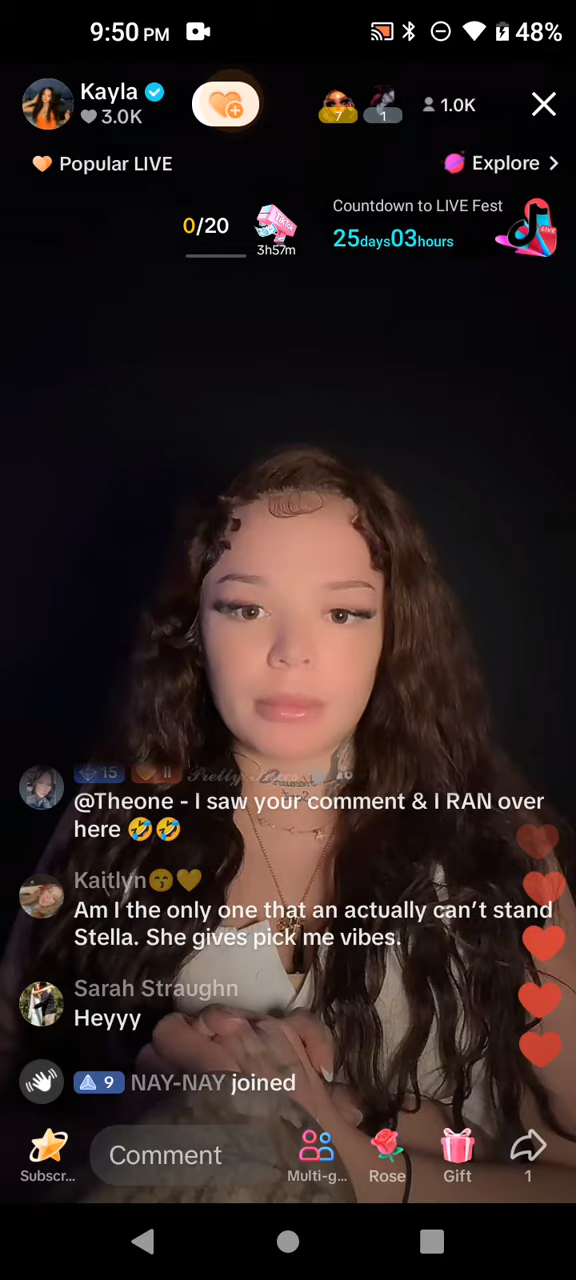 9:50 PM
48%
Kayla
3.0K
7
1
1.0K
Popular LIVE
Explore >
0/20
3h57m
Countdown to LIVE Fest
25days03hours
LIVE
15
II
Pretty
@Theone - I saw your comment & I RAN over
here 🤣🤣
Kaitlyn😙💛
Am I the only one that an actually can’t stand
Stella. She gives pick me vibes.
Sarah Straughn
Heyyy
9 NAY-NAY joined
Subscr...
Comment
Multi-g...
Rose
Gift
1